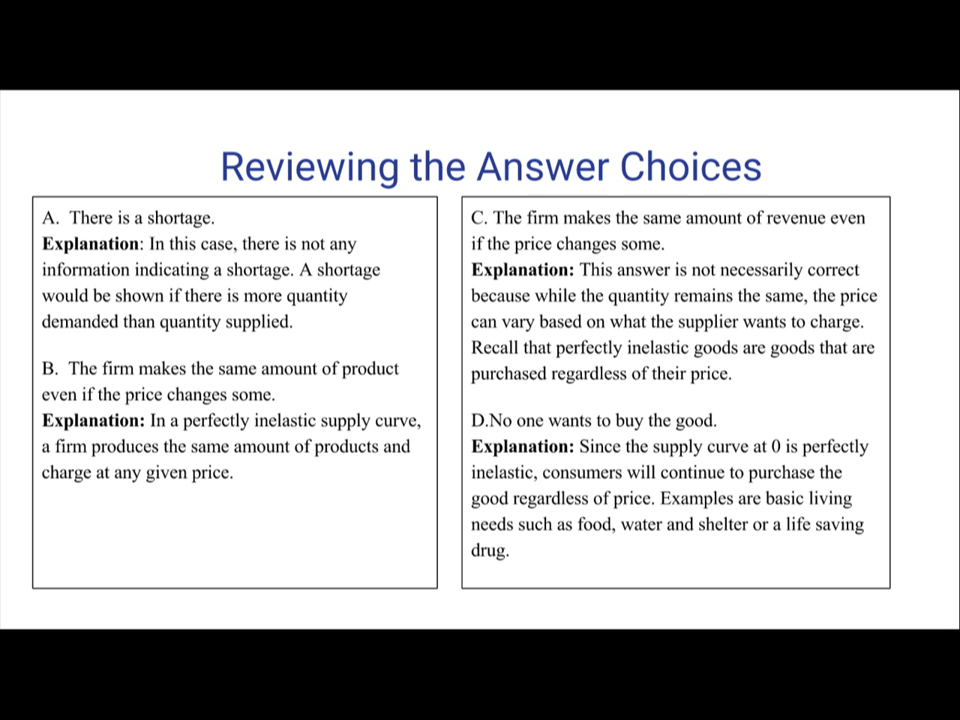 Reviewing the Answer Choices
A. There is a shortage.
Explanation: In this case, there is not any
information indicating a shortage. A shortage
would be shown if there is more quantity
demanded than quantity supplied.
B. The firm makes the same amount of product
even if the price changes some.
Explanation: In a perfectly inelastic supply curve,
a firm produces the same amount of products and
charge at any given price.
C. The firm makes the same amount of revenue even
if the price changes some.
Explanation: This answer is not necessarily correct
because while the quantity remains the same, the price
can vary based on what the supplier wants to charge.
Recall that perfectly inelastic goods are goods that are
purchased regardless of their price.
D.No one wants to buy the good.
Explanation: Since the supply curve at 0 is perfectly
inelastic, consumers will continue to purchase the
good regardless of price. Examples are basic living
needs such as food, water and shelter or a life saving
drug.